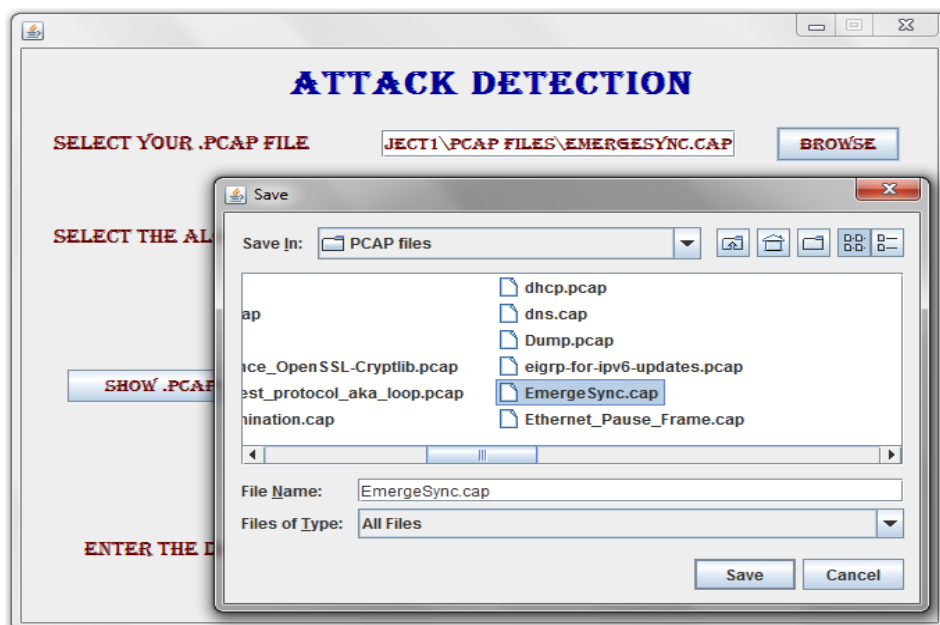 ATTACK DETECTION
SELECT YOUR .PCAP FILE
JECT1\PCAP FILES\EMERGESYNC.CAP
BROWSE
Save
SELECT THE AL
Save In:
PCAP files
dhcp.pcap
ap
dns.cap
Dump.pcap
nce_OpenSSL-Cryptlib.pcap
eigrp-for-ipv6-updates.pcap
SHOW .PCAP
est_protocol_aka_loop.pcap
EmergeSync.cap
nination.cap
Ethernet_Pause_Frame.cap
File Name:
EmergeSync.cap
Files of Type:
All Files
ENTER THE D
Save
Cancel